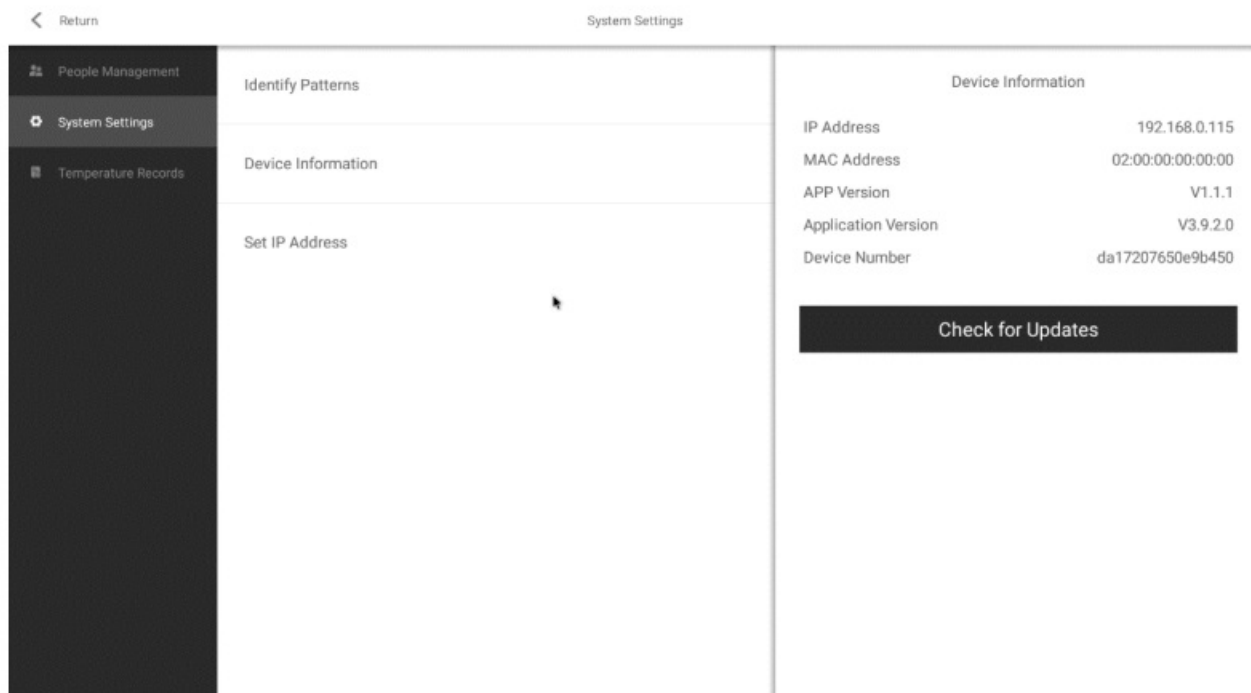 Return
System Settings
People Management
System Settings
Temperature Records
Identify Patterns
Device Information
Set IP Address
Device Information
IP Address 192.168.0.115
MAC Address 02:00:00:00:00:00
APP Version V1.1.1
Application Version V3.9.2.0
Device Number da17207650e9b450
Check for Updates